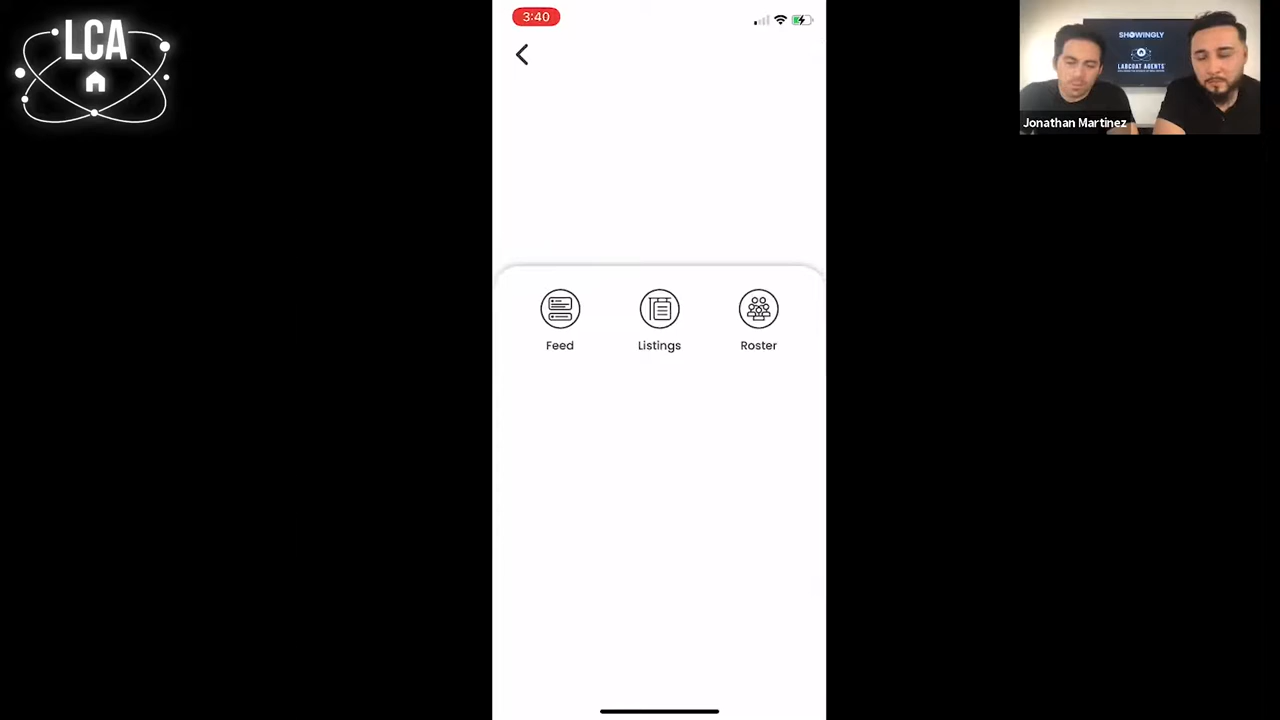 LCA
3:40
SHOWINGLY
LABCOAT AGENTS
Jonathan Martinez
Feed
Listings
Roster